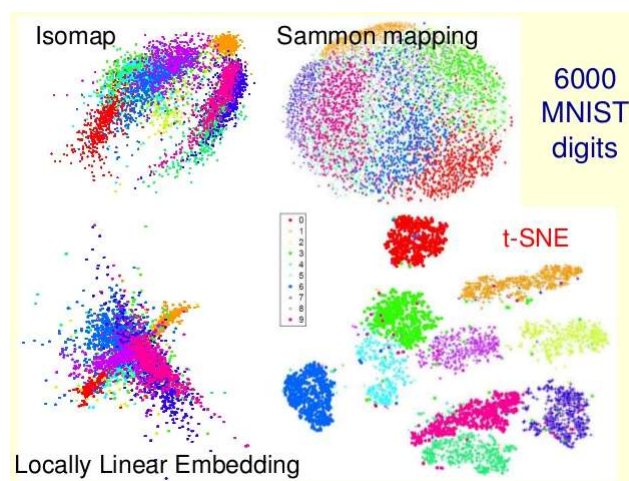 Isomap
Sammon mapping
6000
MNIST
digits
0
1
2
3
4
5
6
7
8
9
t-SNE
Locally Linear Embedding